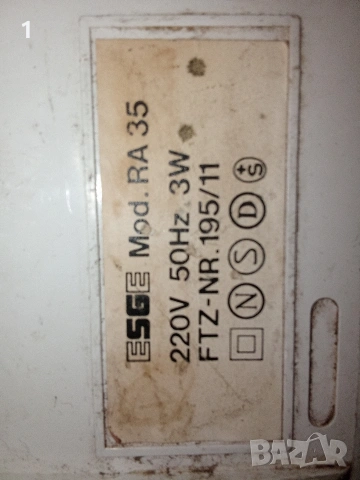 1
ESGE Mod. RA 35
220V 50Hz. 3W
FTZ-NR. 195/11
N S D +S
BAZAR